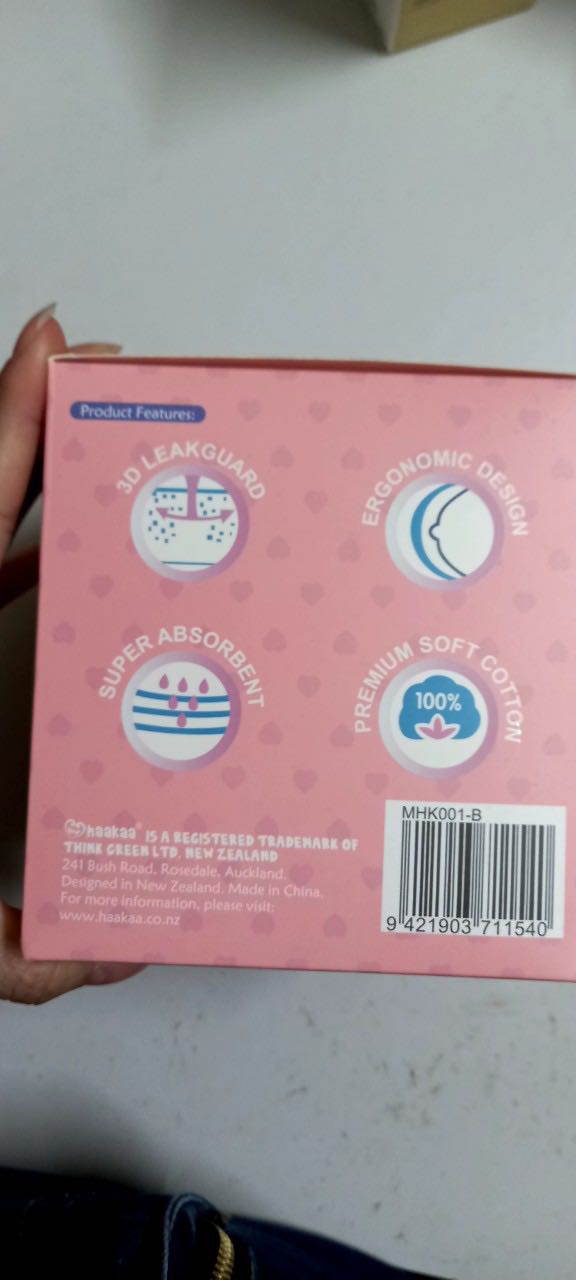 Product Features:
3D LEAKGUARD
ERGONOMIC DESIGN
SUPER ABSORBENT
PREMIUM SOFT COTTON
100%
haakaa® IS A REGISTERED TRADEMARK OF
THINK GREEN LTD. NEW ZEALAND
241 Bush Road, Rosedale, Auckland.
Designed in New Zealand. Made in China.
For more information, please visit:
www.haakaa.co.nz
MHK001-B
9 421903 711540